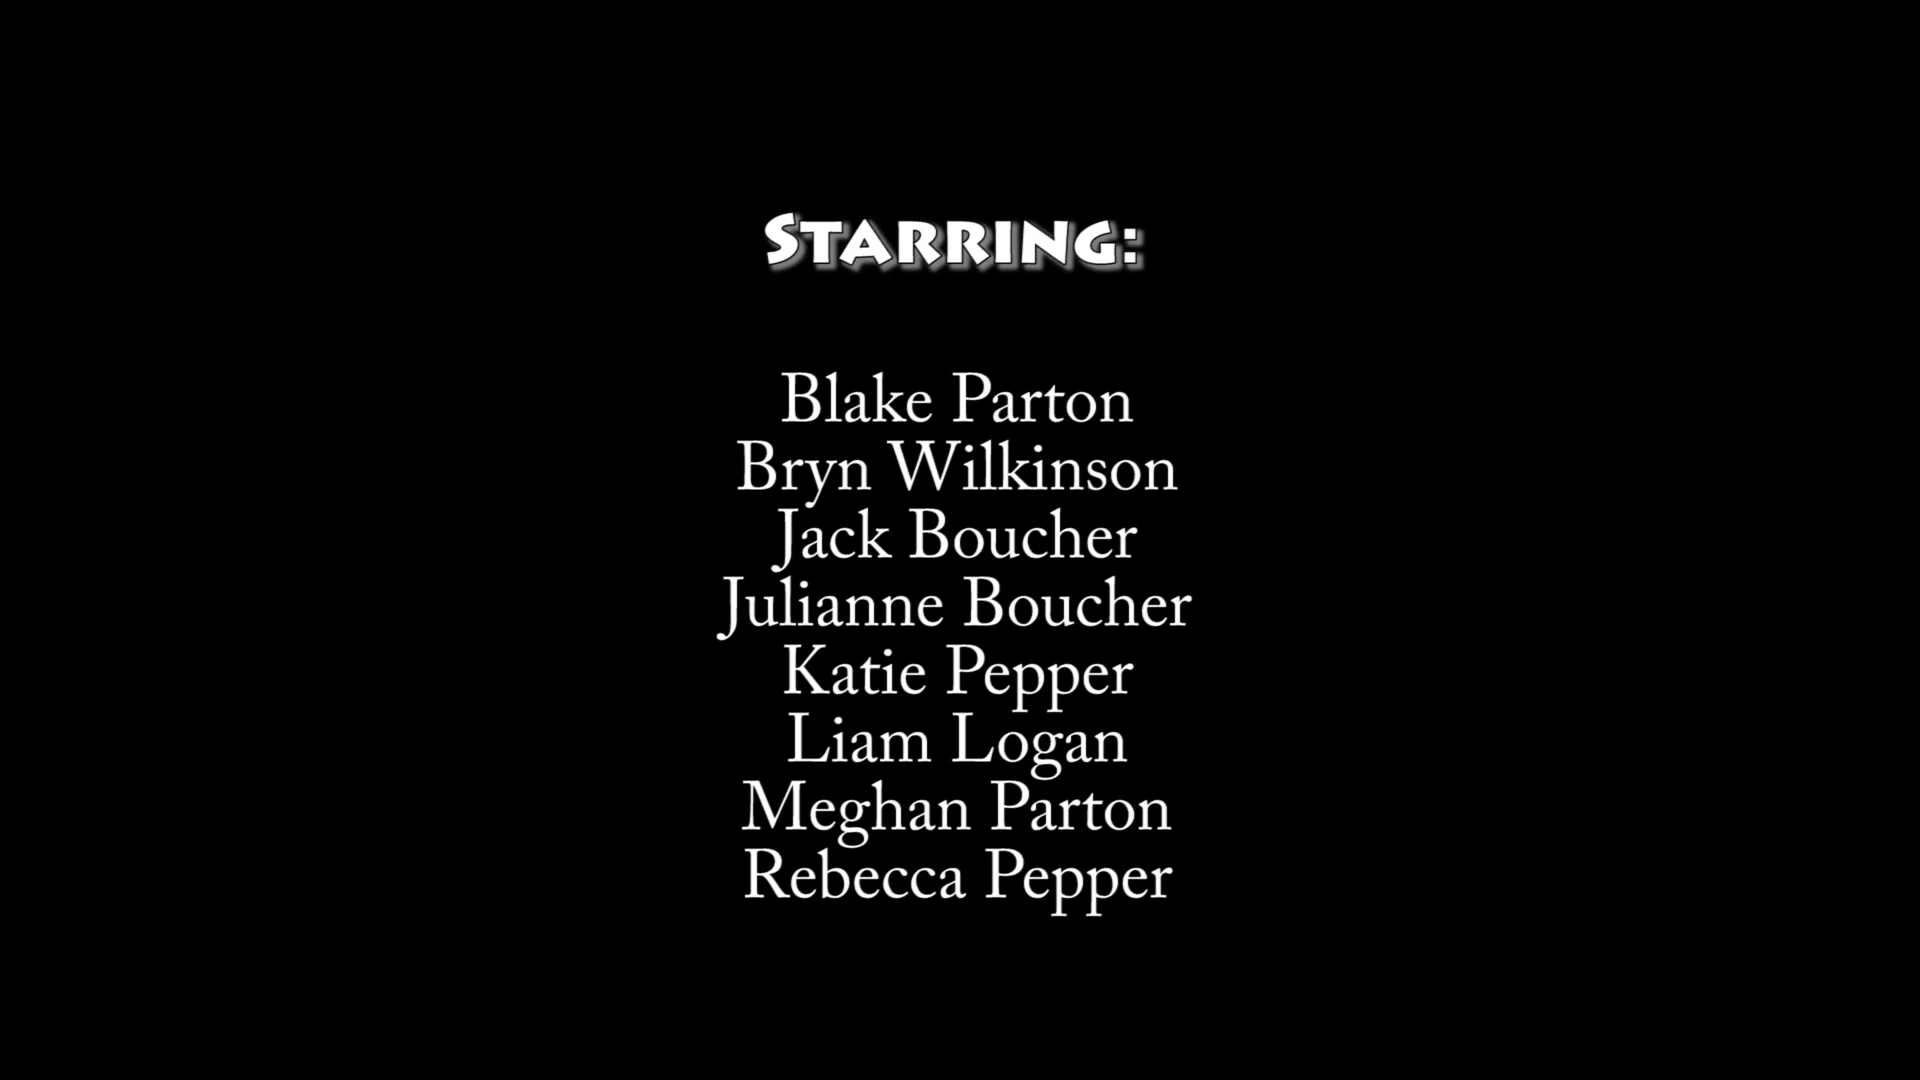 Starring:
Blake Parton
Bryn Wilkinson
Jack Boucher
Julianne Boucher
Katie Pepper
Liam Logan
Meghan Parton
Rebecca Pepper